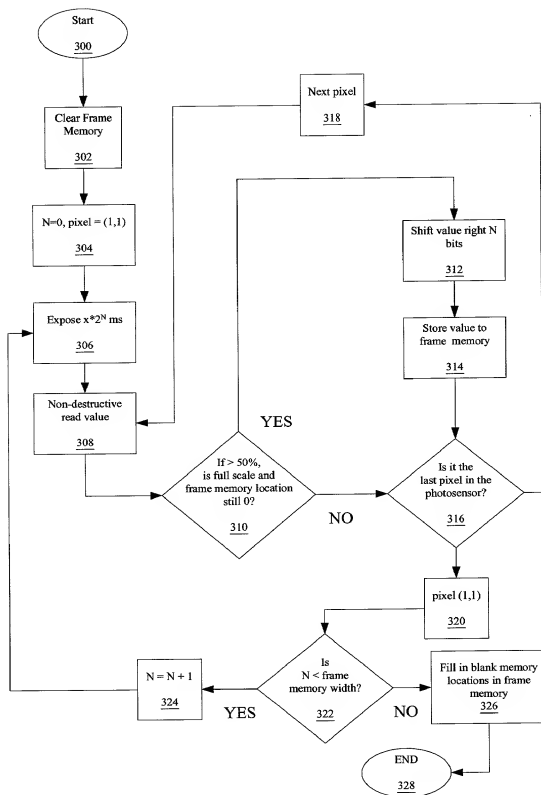 Start
300
Clear Frame
Memory
302
N=0, pixel = (1,1)
304
Expose x*2ᴺ ms
306
Non-destructive
read value
308
If > 50%,
is full scale and
frame memory location
still 0?
310
YES
NO
Next pixel
318
Shift value right N
bits
312
Store value to
frame memory
314
Is it the
last pixel in the
photosensor?
316
pixel (1,1)
320
Is
N < frame
memory width?
322
YES
NO
N = N + 1
324
Fill in blank memory
locations in frame
memory
326
END
328